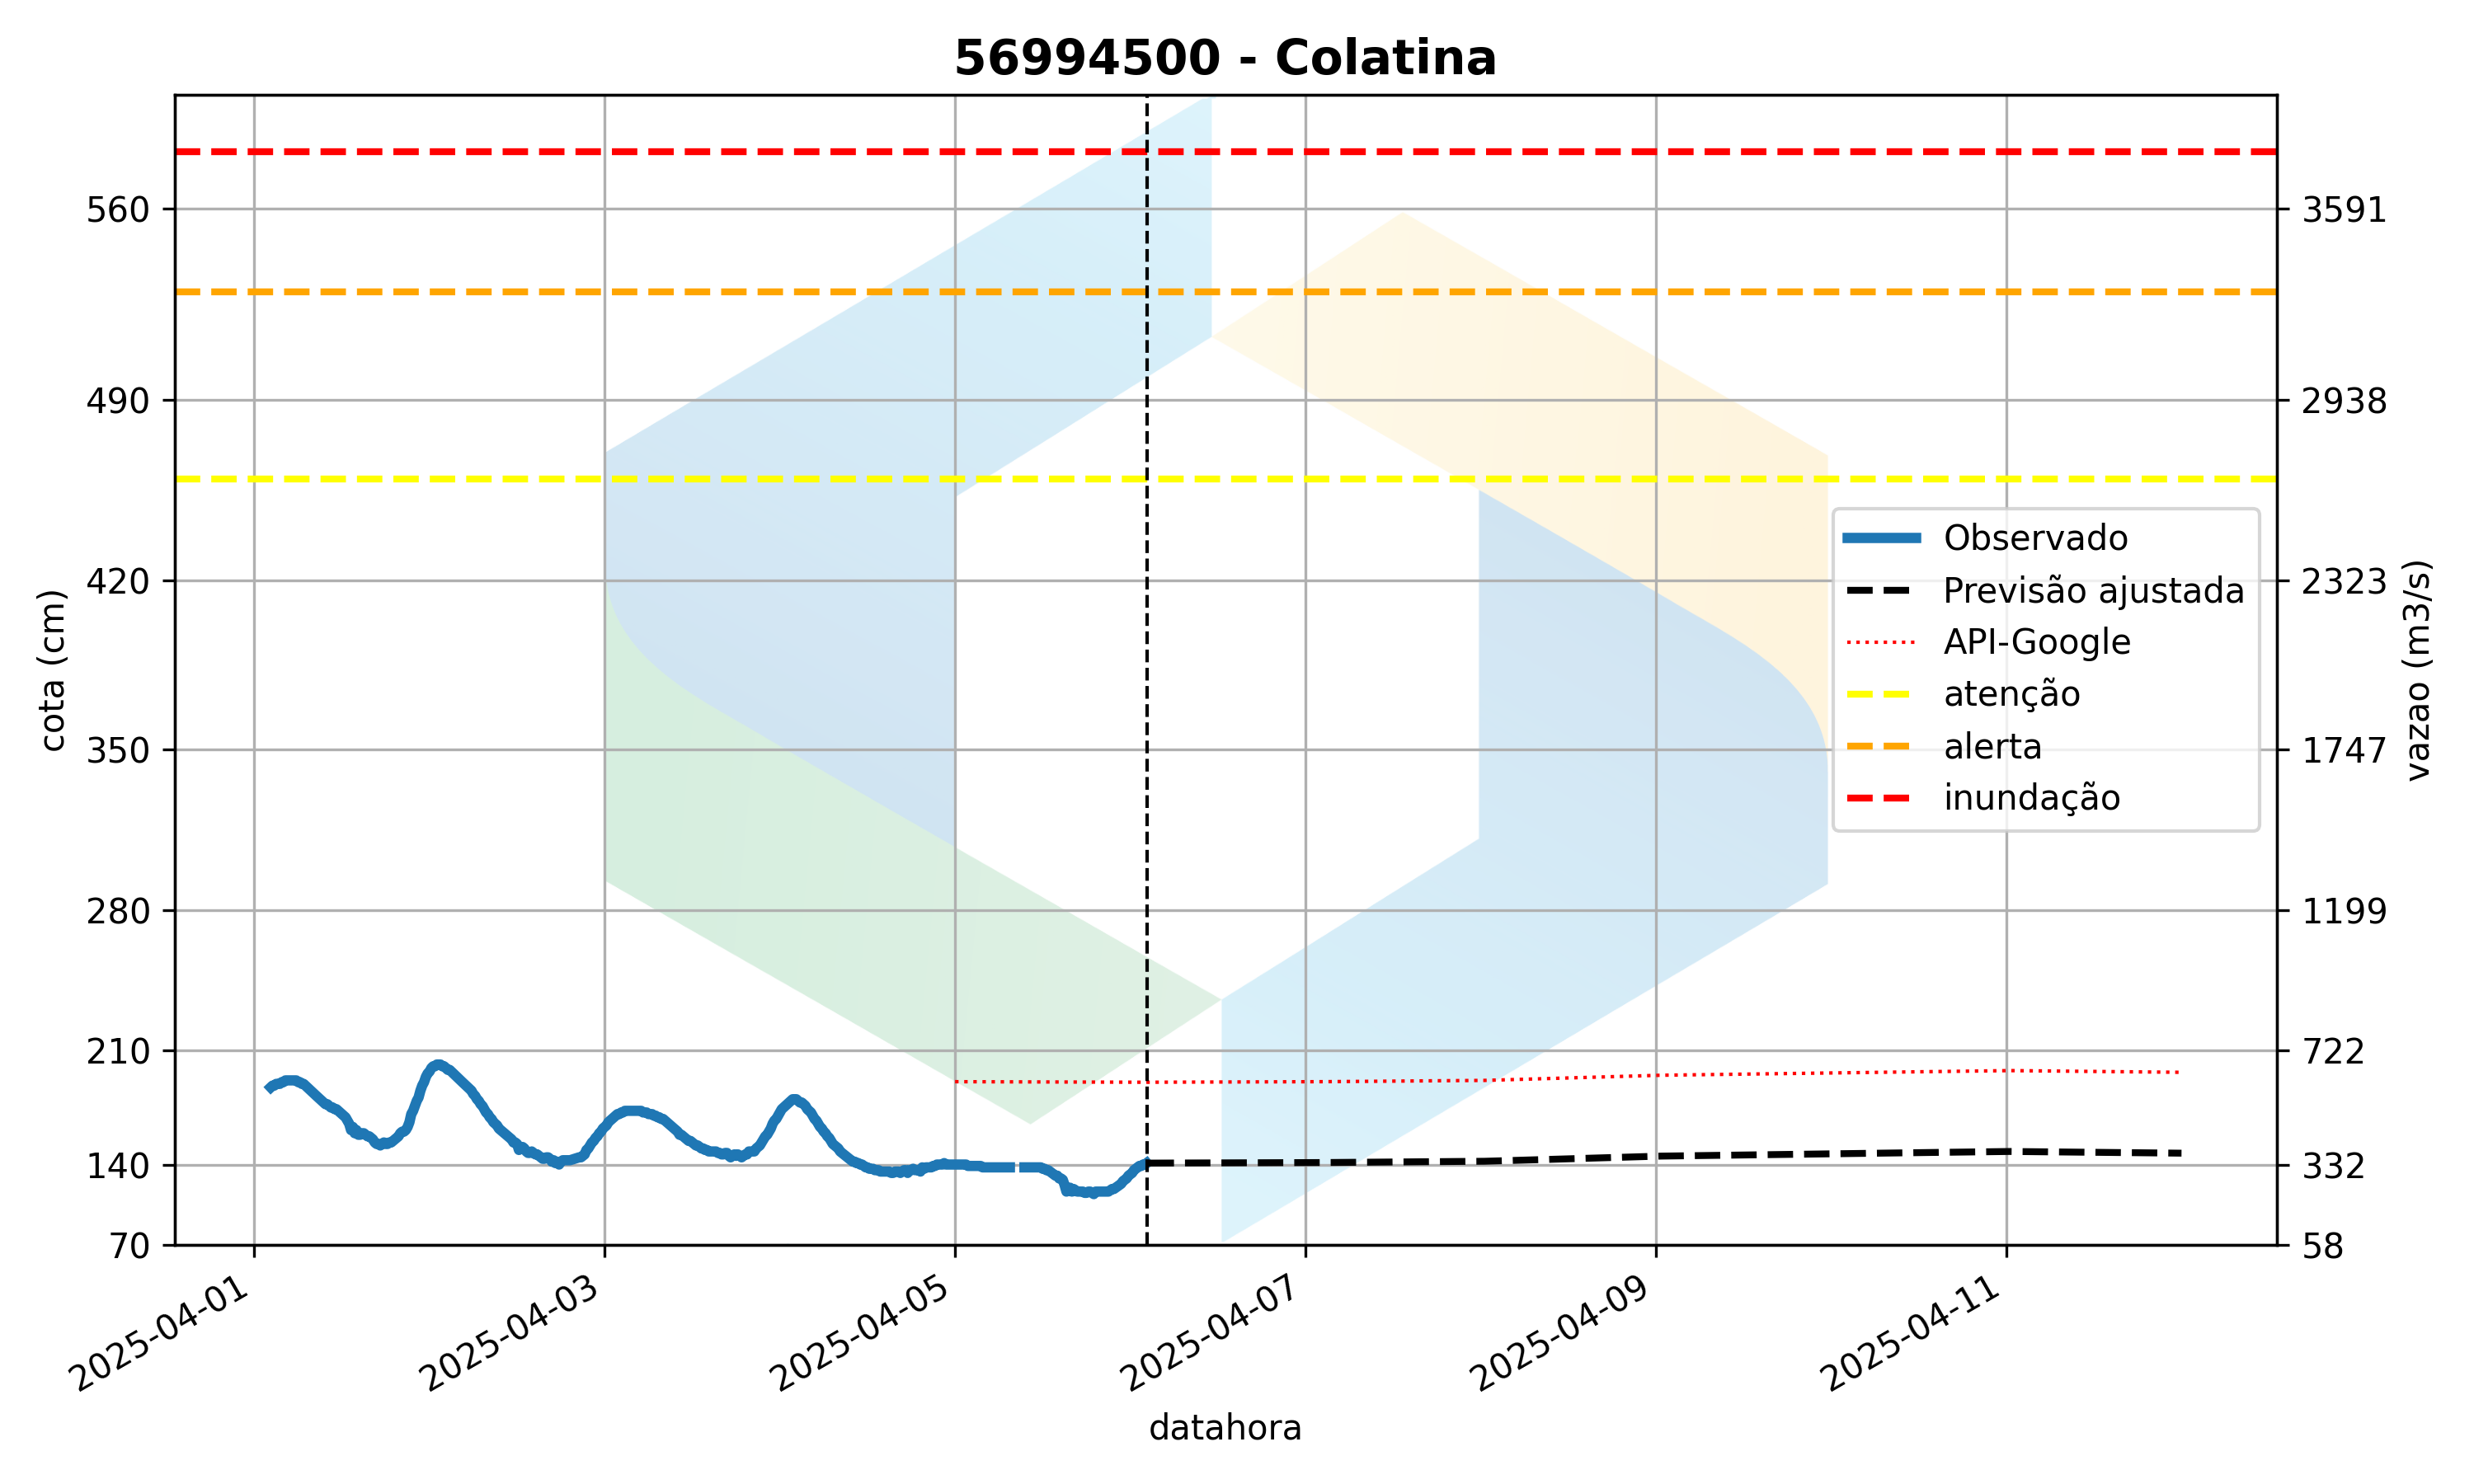 56994500 - Colatina
560
490
420
350
280
210
140
70
cota (cm)
3591
2938
2323
1747
1199
722
332
58
vazao (m3/s)
Observado
Previsão ajustada
API-Google
atenção
alerta
inundação
2025-04-01
2025-04-03
2025-04-05
2025-04-07
2025-04-09
2025-04-11
datahora